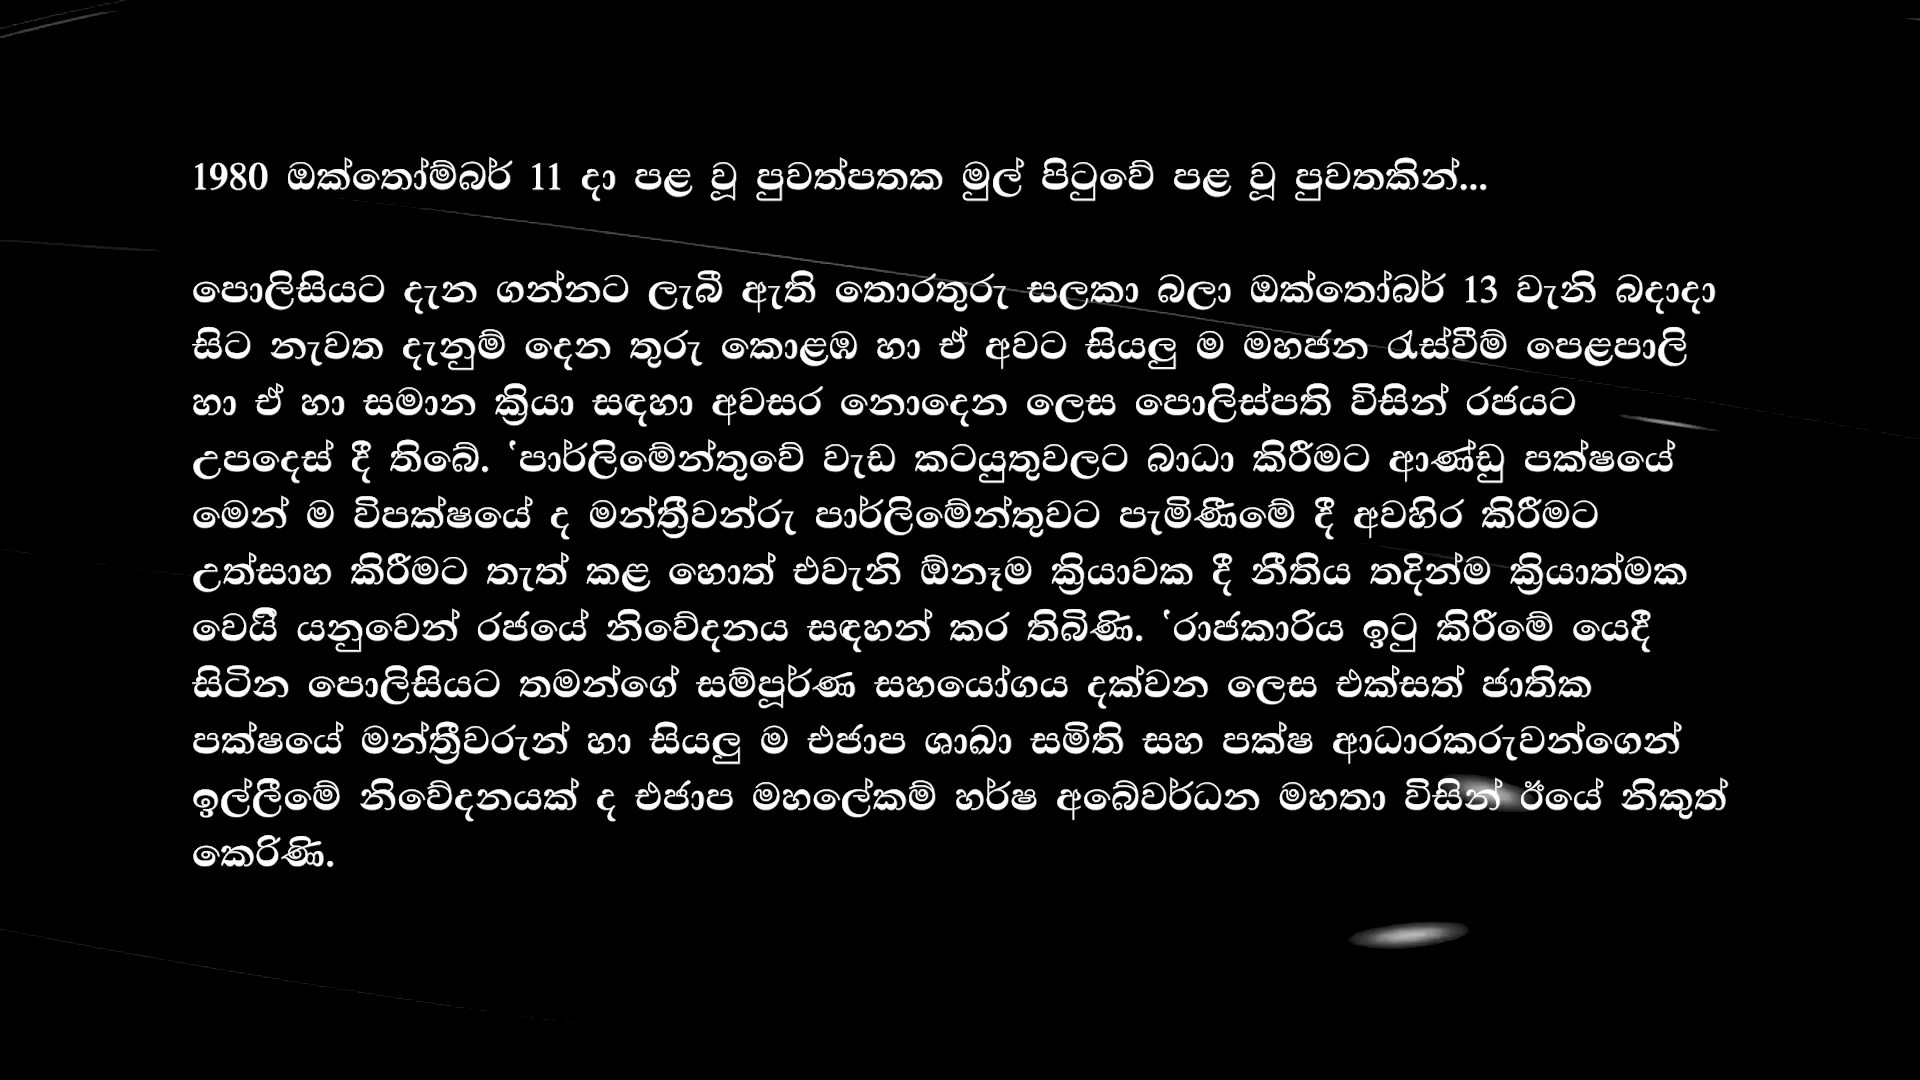 1980 ඔක්තෝම්බර් 11 දා පළ වූ පුවත්පතක මුල් පිටුවේ පළ වූ පුවතකින්...
පොලිසියට දැන ගන්නට ලැබී ඇති තොරතුරු සලකා බලා ඔක්තෝබර් 13 වැනි බදාදා
සිට නැවත දැනුම් දෙන තුරු කොළඹ හා ඒ අවට සියලු ම මහජන රැස්වීම් පෙළපාලි
හා ඒ හා සමාන ක්‍රියා සඳහා අවසර නොදෙන ලෙස පොලිස්පති විසින් රජයට
උපදෙස් දී තිබේ. ‛පාර්ලිමේන්තුවේ වැඩ කටයුතුවලට බාධා කිරීමට ආණ්ඩු පක්ෂයේ
මෙන් ම විපක්ෂයේ ද මන්ත්‍රීවන්රු පාර්ලිමේන්තුවට පැමිණීමේ දී අවහිර කිරීමට
උත්සාහ කිරීමට තැත් කළ හොත් එවැනි ඕනෑම ක්‍රියාවක දී නීතිය තදින්ම ක්‍රියාත්මක
වෙයි යනුවෙන් රජයේ නිවේදනය සඳහන් කර තිබිණි. ‛රාජකාරිය ඉටු කිරීමේ යෙදී
සිටින පොලිසියට තමන්ගේ සම්පූර්ණ සහයෝගය දක්වන ලෙස එක්සත් ජාතික
පක්ෂයේ මන්ත්‍රීවරුන් හා සියලු ම එජාප ශාඛා සමිති සහ පක්ෂ ආධාරකරුවන්ගෙන්
ඉල්ලීමේ නිවේදනයක් ද එජාප මහලේකම් හර්ෂ අබේවර්ධන මහතා විසින් ඊයේ නිකුත්
කෙරිණි.